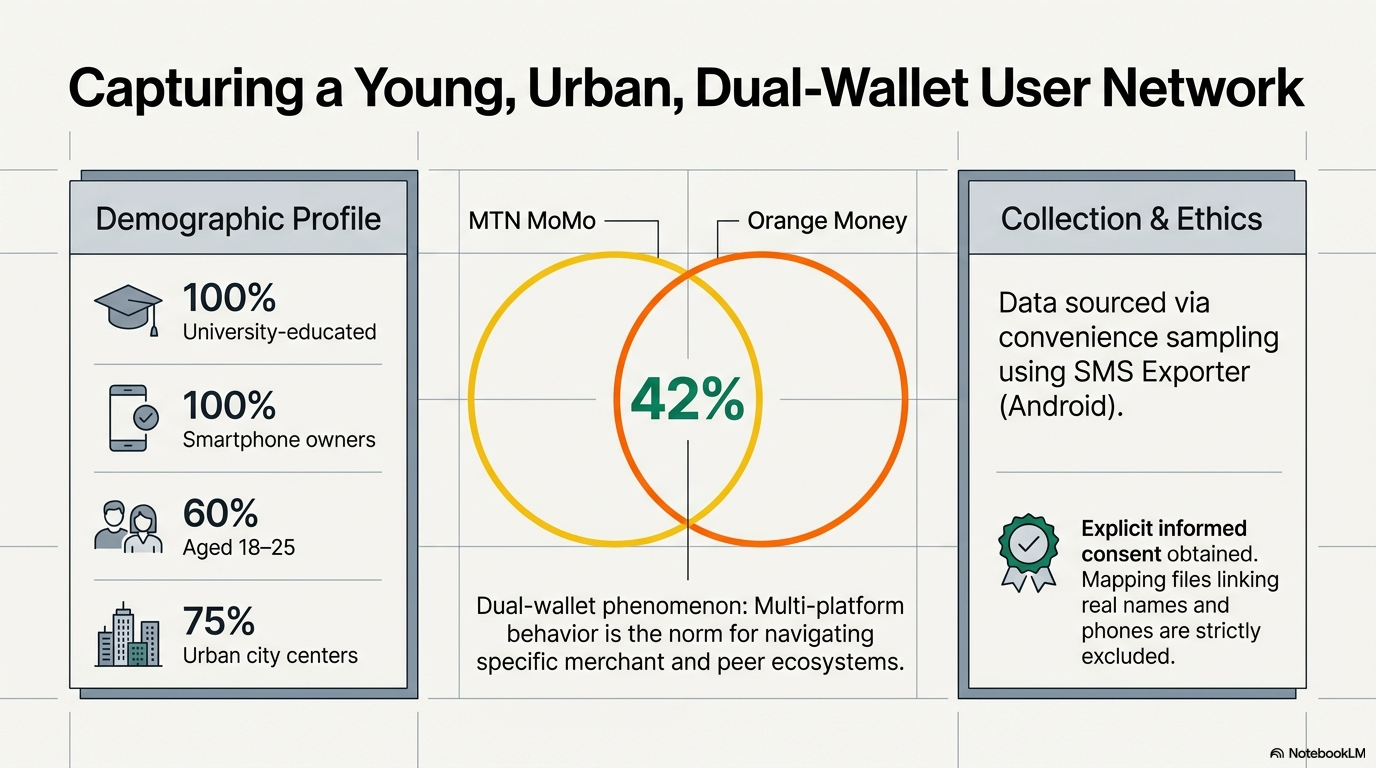 Capturing a Young, Urban, Dual-Wallet User Network
Demographic Profile
100%
University-educated
100%
Smartphone owners
60%
Aged 18–25
75%
Urban city centers
MTN MoMo
Orange Money
42%
Dual-wallet phenomenon: Multi-platform
behavior is the norm for navigating
specific merchant and peer ecosystems.
Collection & Ethics
Data sourced via
convenience sampling
using SMS Exporter
(Android).
Explicit informed
consent obtained.
Mapping files linking
real names and
phones are strictly
excluded.
NotebookLM